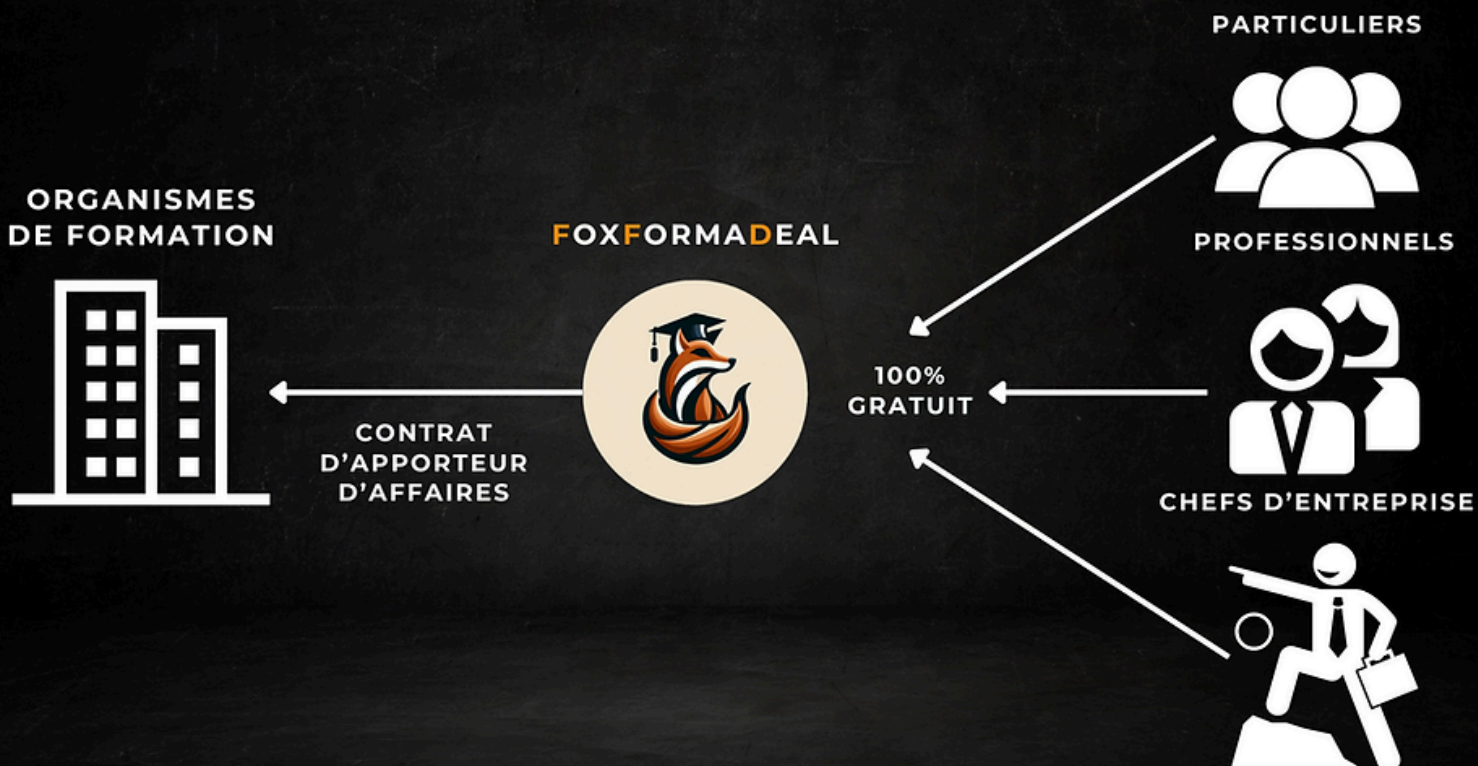 PARTICULIERS
ORGANISMES
DE FORMATION
FOXFORMADEAL
PROFESSIONNELS
100%
GRATUIT
CONTRAT
D'APPORTEUR
D'AFFAIRES
CHEFS D'ENTREPRISE